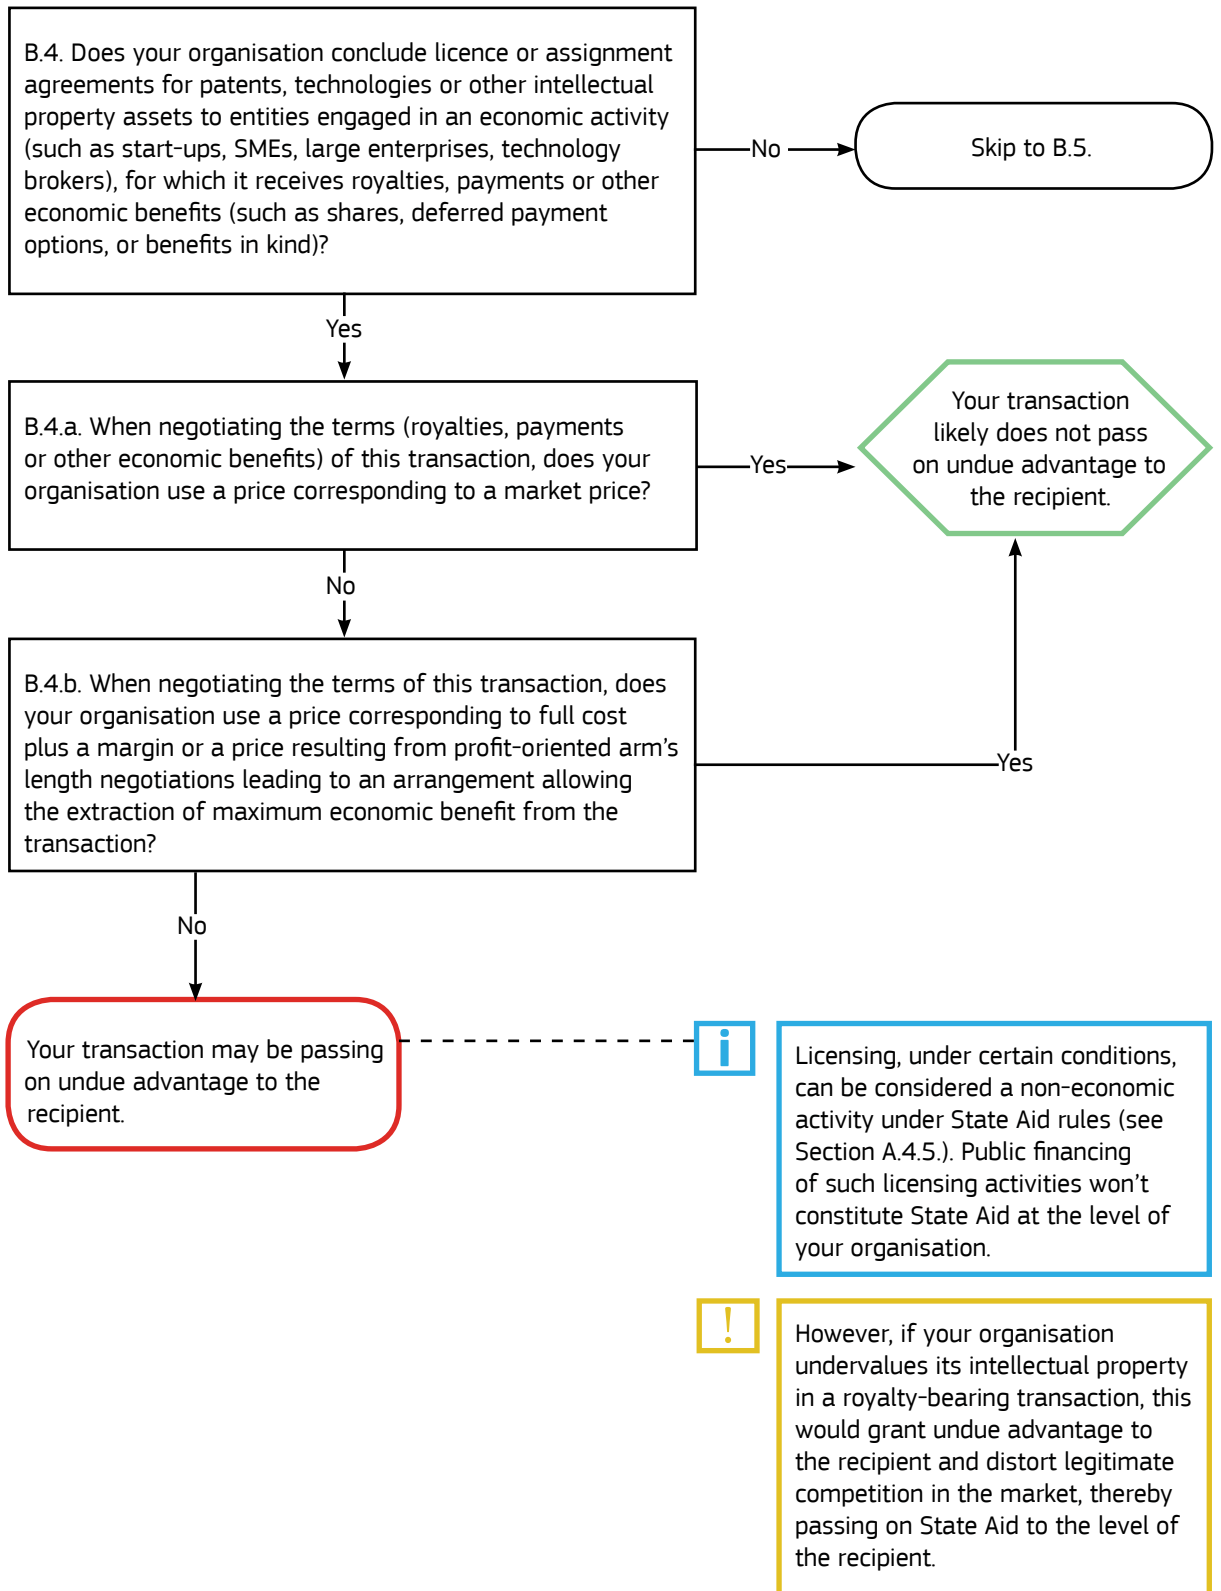 B.4. Does your organisation conclude licence or assignment
agreements for patents, technologies or other intellectual
property assets to entities engaged in an economic activity
(such as start-ups, SMEs, large enterprises, technology
brokers), for which it receives royalties, payments or other
economic benefits (such as shares, deferred payment
options, or benefits in kind)?
No
Skip to B.5.
Yes
B.4.a. When negotiating the terms (royalties, payments
or other economic benefits) of this transaction, does your
organisation use a price corresponding to a market price?
Yes
Your transaction
likely does not pass
on undue advantage to
the recipient.
No
B.4.b. When negotiating the terms of this transaction, does
your organisation use a price corresponding to full cost
plus a margin or a price resulting from profit-oriented arm's
length negotiations leading to an arrangement allowing
the extraction of maximum economic benefit from the
transaction?
Yes
No
Your transaction may be passing
on undue advantage to the
recipient.
i
Licensing, under certain conditions,
can be considered a non-economic
activity under State Aid rules (see
Section A.4.5.). Public financing
of such licensing activities won't
constitute State Aid at the level of
your organisation.
!
However, if your organisation
undervalues its intellectual property
in a royalty-bearing transaction, this
would grant undue advantage to
the recipient and distort legitimate
competition in the market, thereby
passing on State Aid to the level of
the recipient.